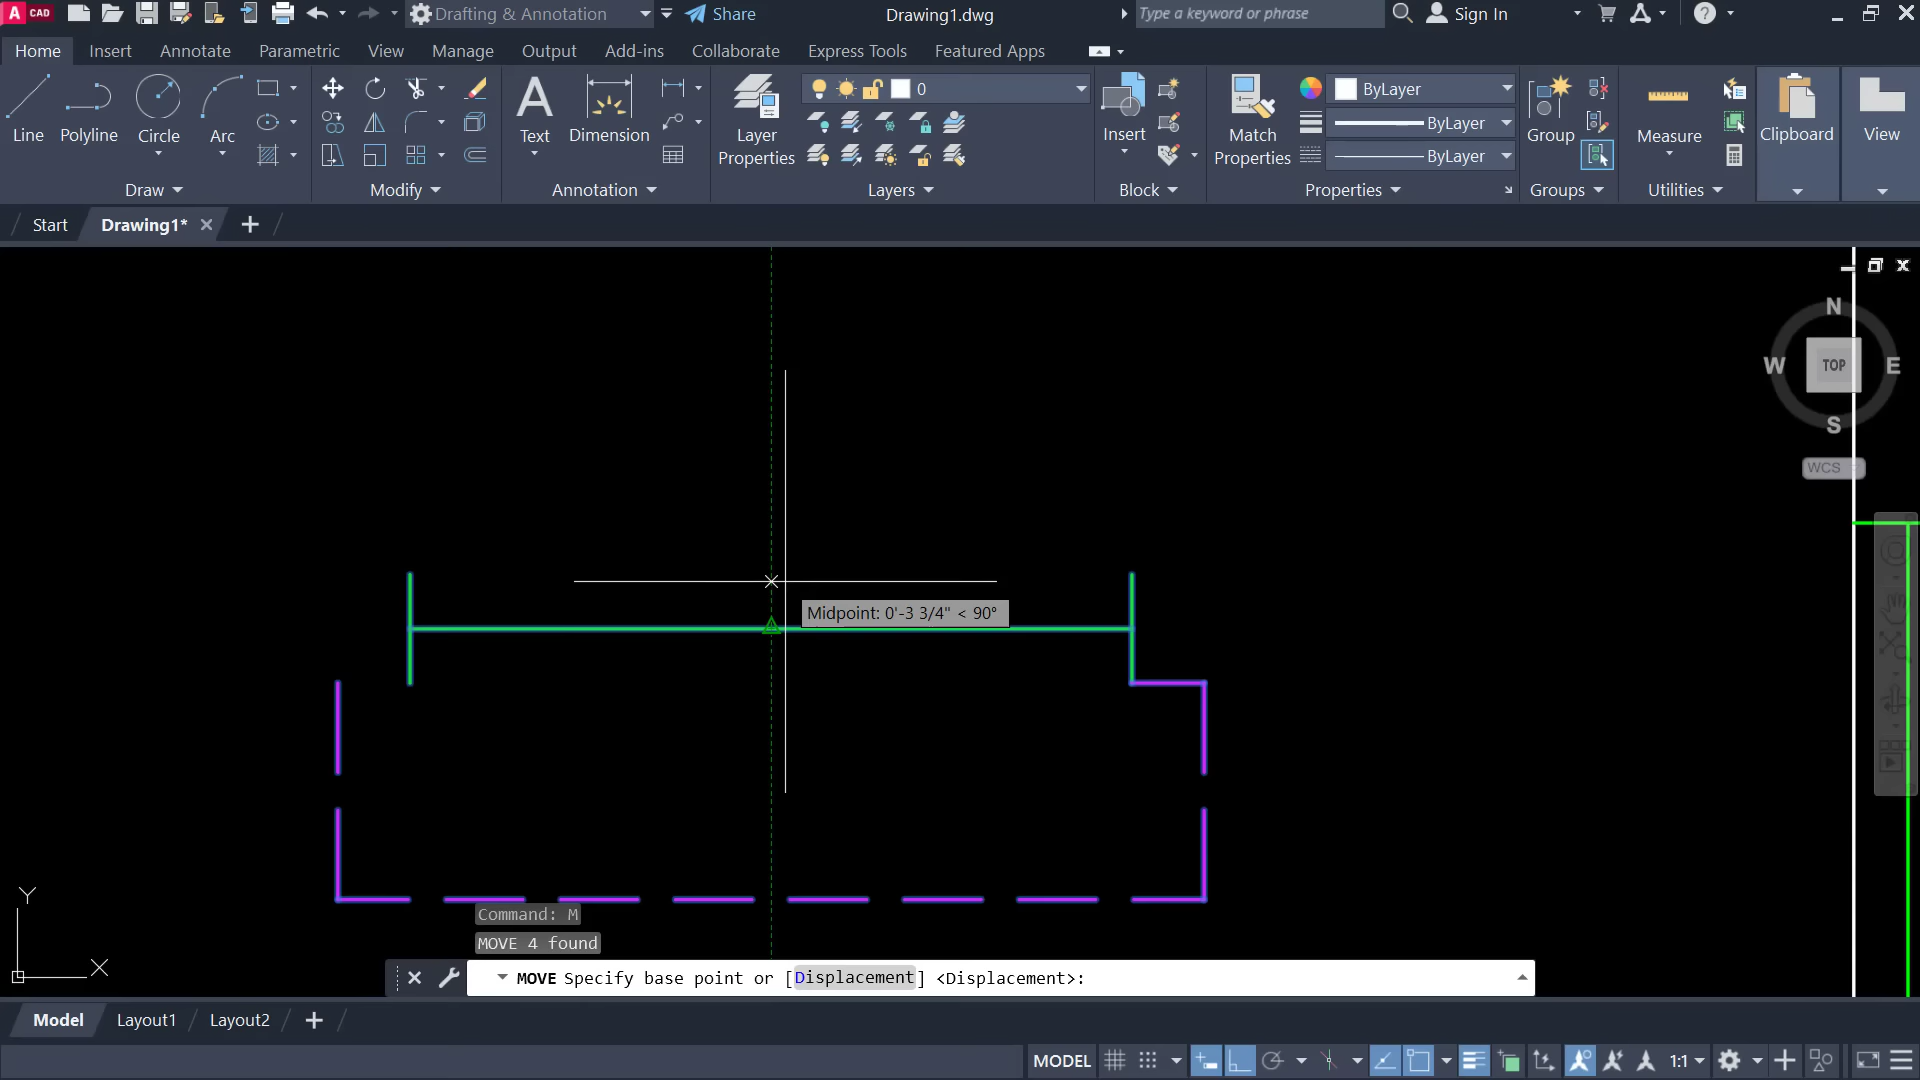 A CAD
Drafting & Annotation
Share
Drawing1.dwg
Type a keyword or phrase
Sign In
Home Insert Annotate Parametric View Manage Output Add-ins Collaborate Express Tools Featured Apps
0
ByLayer
ByLayer
ByLayer
Line Polyline Circle Arc
Text Dimension
Layer
Properties
Insert
Match
Properties
Group
Measure
Clipboard
View
Draw Modify Annotation Layers Block Properties Groups Utilities
Start Drawing1*
N
W TOP E
S
WCS
Midpoint: 0'-3 3/4" < 90°
Y
X
Command: M
MOVE 4 found
MOVE Specify base point or [Displacement] <Displacement>:
Model Layout1 Layout2
MODEL
1:1